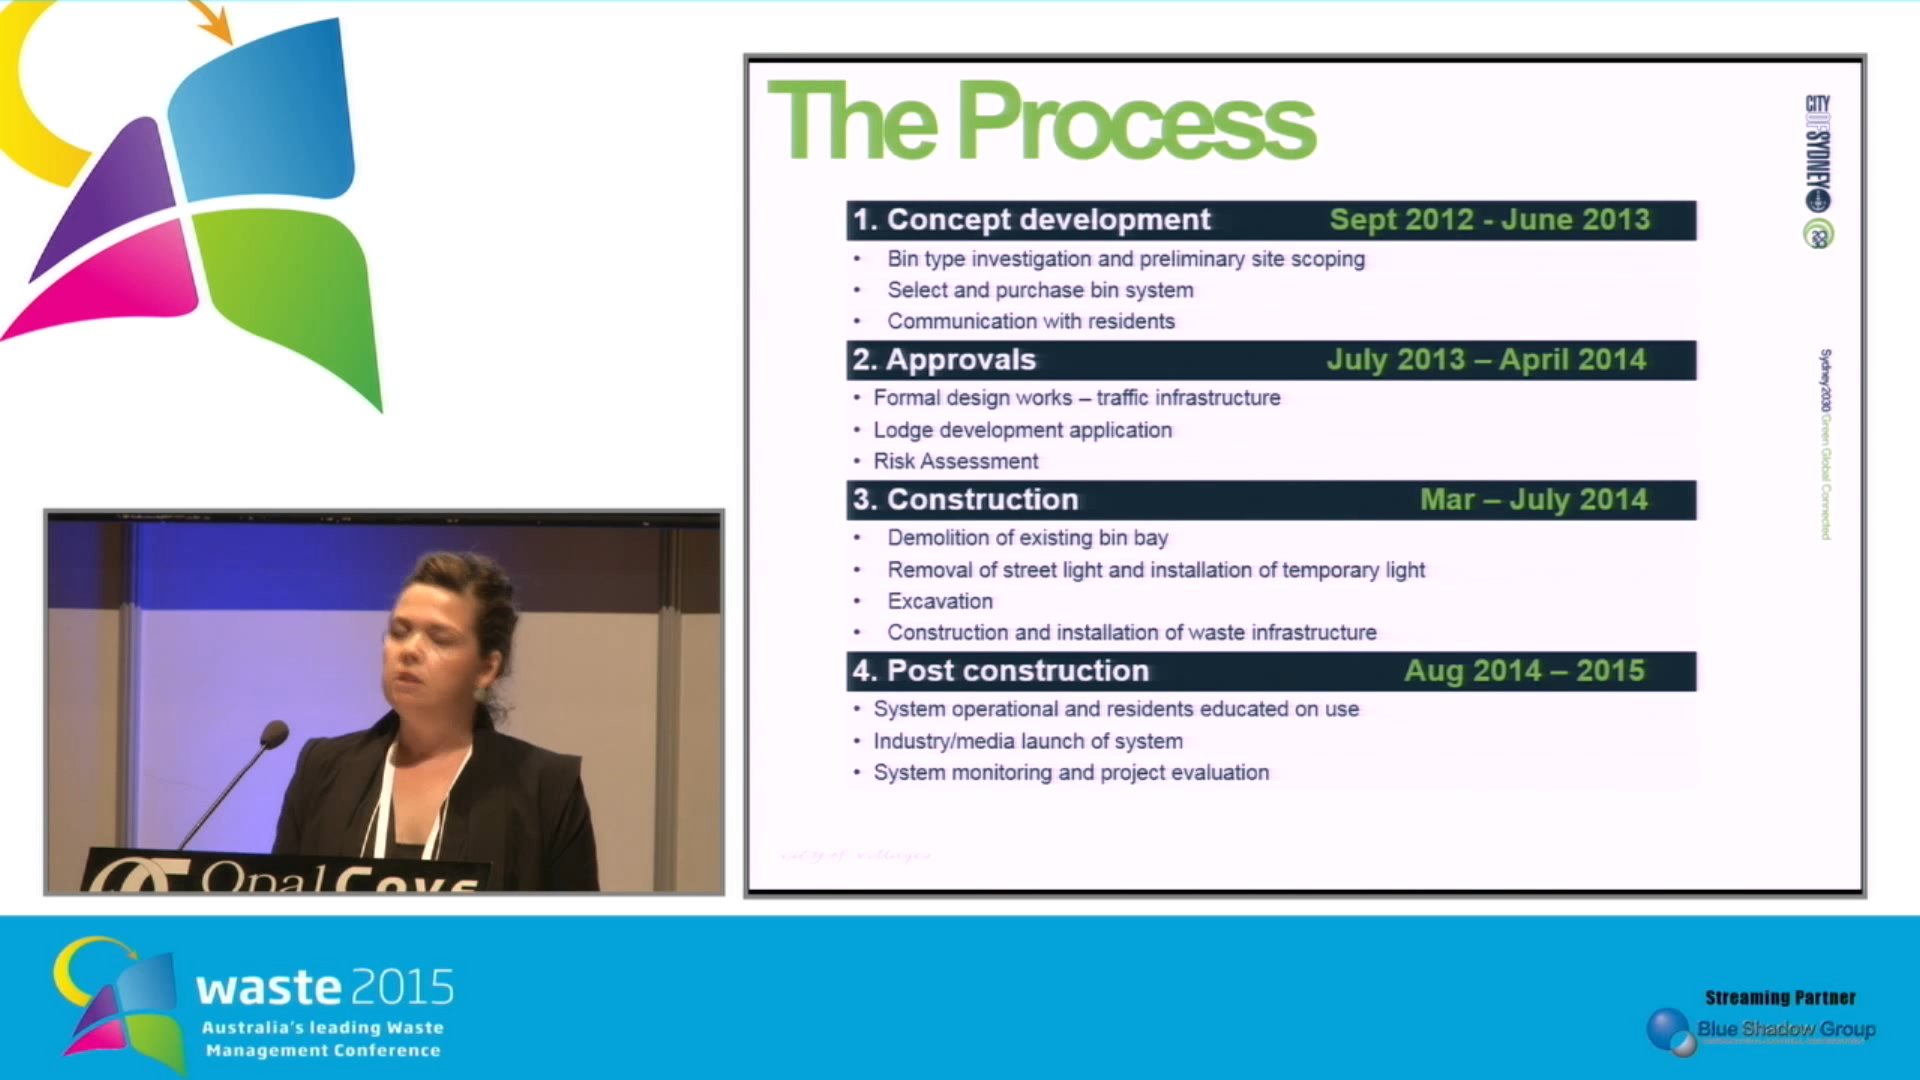 The Process
CITY OF SYDNEY
1. Concept development Sept 2012 - June 2013
• Bin type investigation and preliminary site scoping
• Select and purchase bin system
• Communication with residents
2. Approvals July 2013 – April 2014
• Formal design works – traffic infrastructure
• Lodge development application
• Risk Assessment
3. Construction Mar – July 2014
• Demolition of existing bin bay
• Removal of street light and installation of temporary light
• Excavation
• Construction and installation of waste infrastructure
4. Post construction Aug 2014 – 2015
• System operational and residents educated on use
• Industry/media launch of system
• System monitoring and project evaluation
Sydney2030 Green Global Connected
city of villages
Opal Cove
waste 2015
Australia's leading Waste
Management Conference
Streaming Partner
Blue Shadow Group